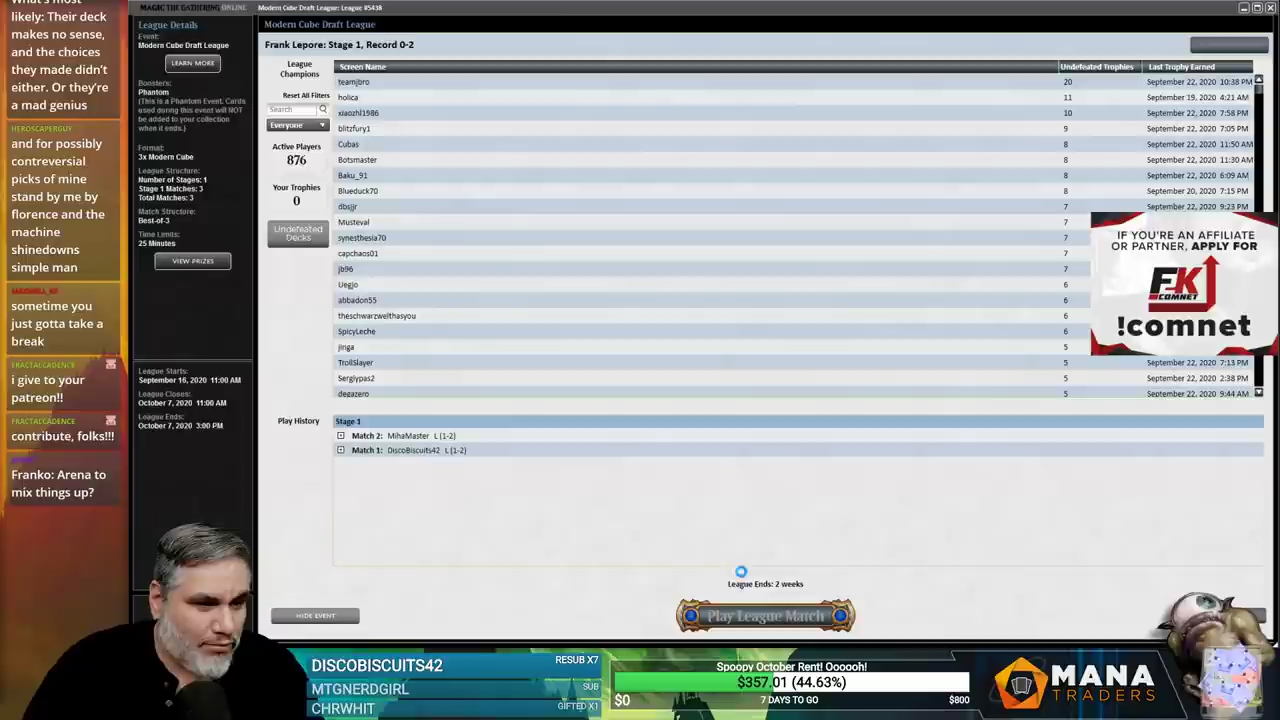 likely: Their deck
makes no sense,
and the choices
they made didn't
either. Or they're
a mad genius
HEROSCAPERGUY
and for possibly
contreversial
picks of mine
stand by me by
florence and the
machine
shinedowns
simple man
sometime you
just gotta take a
break
FRACTALCADENCE
i give to your
patreon!!
FRACTALCADENCE
contribute, folks!!!
Franko: Arena to
mix things up?
MAGIC THE GATHERING ONLINE
Modern Cube Draft League: League #5438
League Details
Event:
Modern Cube Draft League
LEARN MORE
Boosters:
Phantom
(This is a Phantom Event. Cards
used during this event will NOT
be added to your collection
when it ends.)
Format:
3x Modern Cube
League Structure:
Number of Stages: 1
Stage 1 Matches: 3
Total Matches: 3
Match Structure:
Best-of-3
Time Limits:
25 Minutes
VIEW PRIZES
League Starts:
September 16, 2020 11:00 AM
League Closes:
October 7, 2020 11:00 AM
League Ends:
October 7, 2020 3:00 PM
Modern Cube Draft League
Frank Lepore: Stage 1, Record 0-2
League
Champions
Reset All Filters
Search
Everyone
Active Players
876
Your Trophies
0
Undefeated
Decks
Screen Name Undefeated Trophies Last Trophy Earned
teamjbro 20 September 22, 2020 10:38 PM
holica 11 September 19, 2020 4:21 AM
xiaozhl1986 10 September 22, 2020 7:58 PM
blitzfury1 9 September 22, 2020 7:05 PM
Cubas 8 September 22, 2020 11:50 AM
Botsmaster 8 September 22, 2020 11:30 AM
Baku_91 8 September 22, 2020 6:09 AM
Blueduck70 8 September 20, 2020 7:15 PM
dbsjjr 7 September 22, 2020 9:23 PM
Musteval 7
synesthesia70 7
capchaos01 7
jb96 7
Uegjo 6
abbadon55 6
theschwarzwelthasyou 6
SpicyLeche 6
jinga 5
TrollSlayer 5 September 22, 2020 7:13 PM
Sergiypas2 5 September 22, 2020 2:38 PM
degazero 5 September 22, 2020 9:44 AM
IF YOU'RE AN AFFILIATE
OR PARTNER, APPLY FOR
F2K
.COMNET
!comnet
Play History
Stage 1
Match 2: MihaMaster L (1-2)
Match 1: DiscoBiscuits42 L (1-2)
League Ends: 2 weeks
HIDE EVENT
Play League Match
DISCOBISCUITS42 RESUB X7
MTGNERDGIRL SUB
CHRWHIT GIFTED X1
Spoopy October Rent! Oooooh!
$357.01 (44.63%)
$0 7 DAYS TO GO $800
MANA
TRADERS